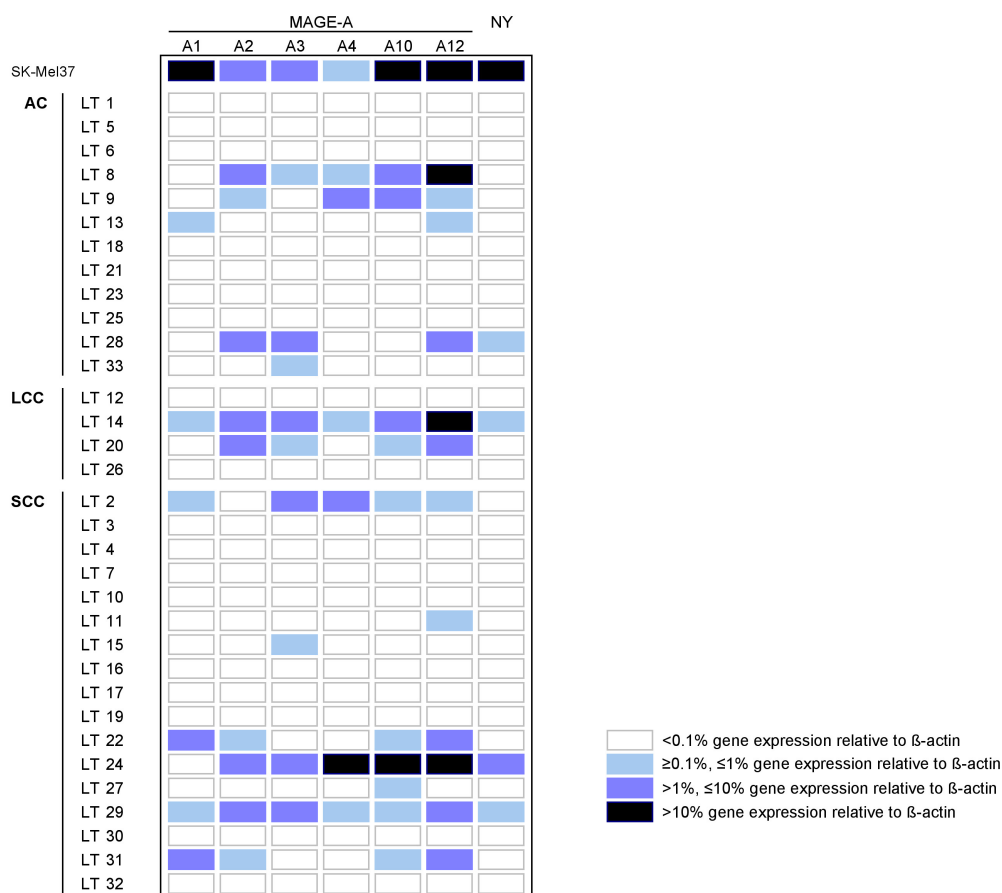 MAGE-A NY
A1 A2 A3 A4 A10 A12
SK-Mel37
AC LT 1
LT 5
LT 6
LT 8
LT 9
LT 13
LT 18
LT 21
LT 23
LT 25
LT 28
LT 33
LCC LT 12
LT 14
LT 20
LT 26
SCC LT 2
LT 3
LT 4
LT 7
LT 10
LT 11
LT 15
LT 16
LT 17
LT 19
LT 22
LT 24
LT 27
LT 29
LT 30
LT 31
LT 32
<0.1% gene expression relative to ß-actin
≥0.1%, ≤1% gene expression relative to ß-actin
>1%, ≤10% gene expression relative to ß-actin
>10% gene expression relative to ß-actin